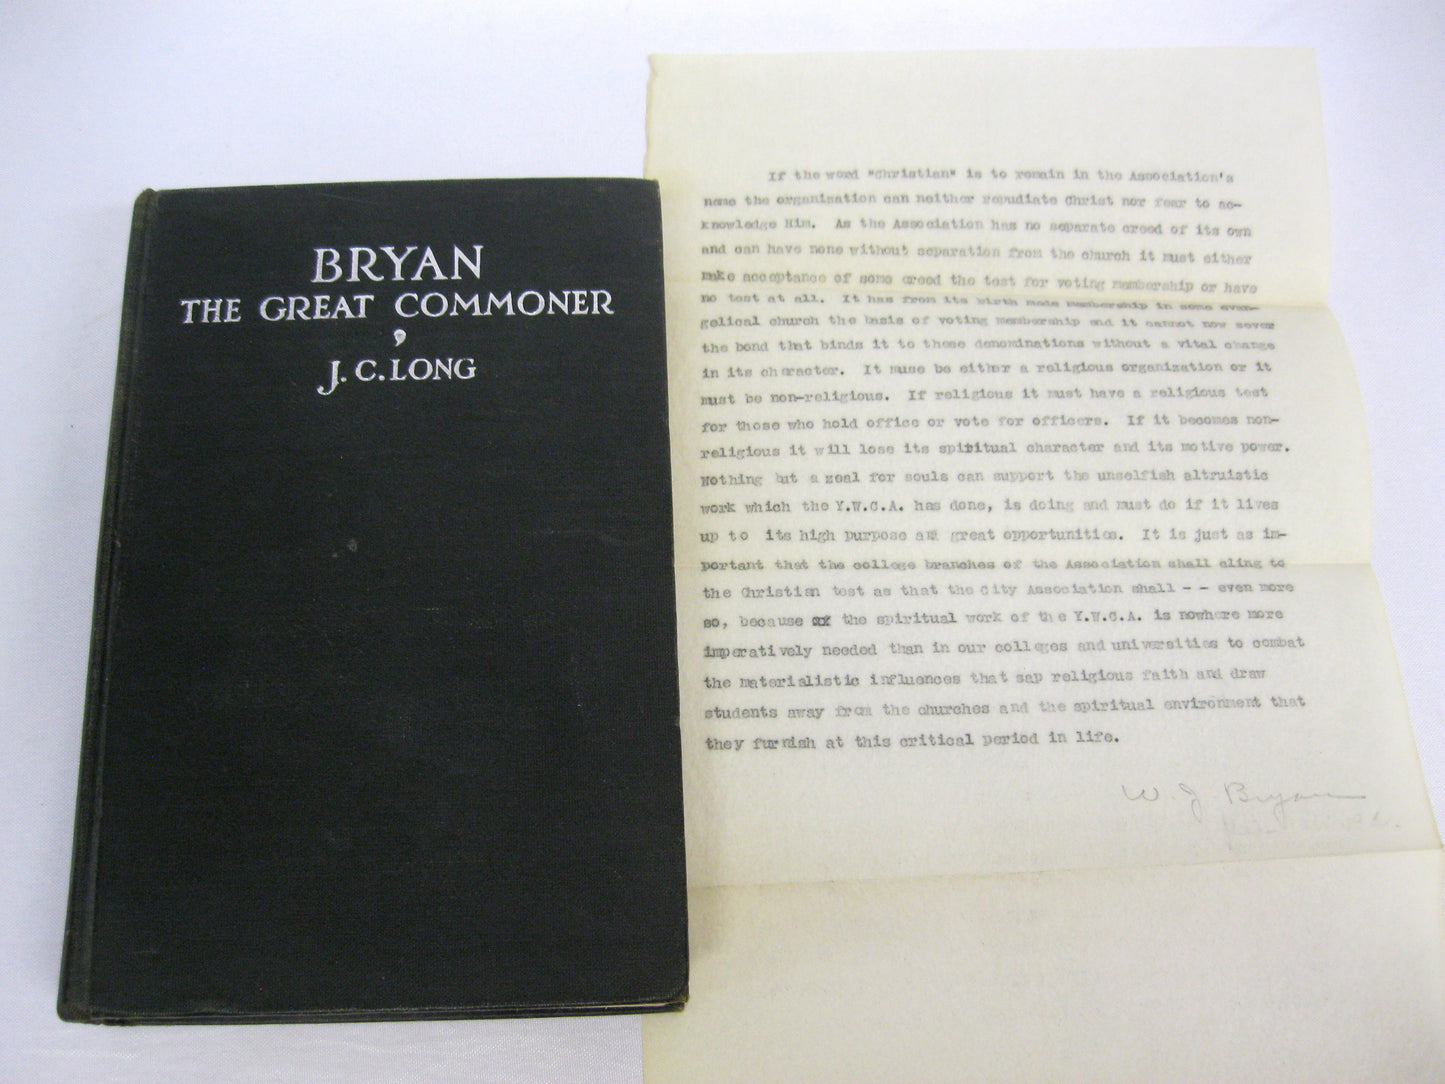 BRYAN
THE GREAT COMMONER
J. C. LONG
If the word "Christian" is to remain in the Association's
name the organization can neither repudiate Christ nor fear to ac-
knowledge Him. As the Association has no separate creed of its own
and can have none without separation from the church it must either
make acceptance of some creed the test for voting membership or have
no test at all. It has from its birth made membership in some evan-
gelical church the basis of voting membership and it cannot now sever
the bond that binds it to these denominations without a vital change
in its character. It muse be either a religious organization or it
must be non-religious. If religious it must have a religious test
for those who hold office or vote for officers. If it becomes non-
religious it will lose its spiritual character and its motive power.
Nothing but a zeal for souls can support the unselfish altruistic
work which the Y.W.C.A. has done, is doing and must do if it lives
up to its high purpose and great opportunities. It is just as im-
portant that the college branches of the Association shall cling to
the Christian test as that the City Association shall -- even more
so, because of the spiritual work of the Y.W.C.A. is nowhere more
imperatively needed than in our colleges and universities to combat
the materialistic influences that sap religious faith and draw
students away from the churches and the spiritual environment that
they furnish at this critical period in life.
W. J. Bryan